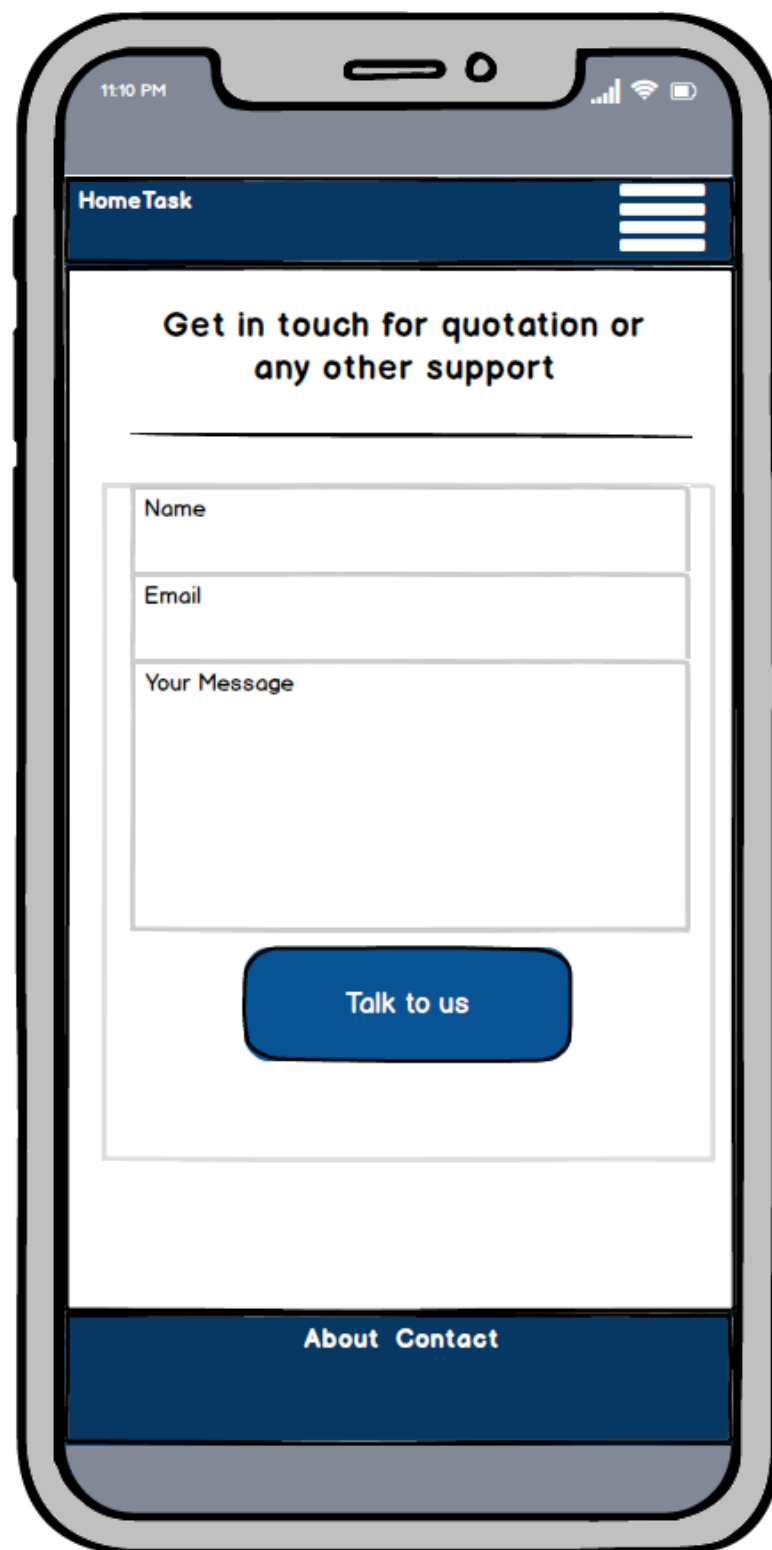 11:10 PM
HomeTask
Get in touch for quotation or
any other support
Name
Email
Your Message
Talk to us
About Contact